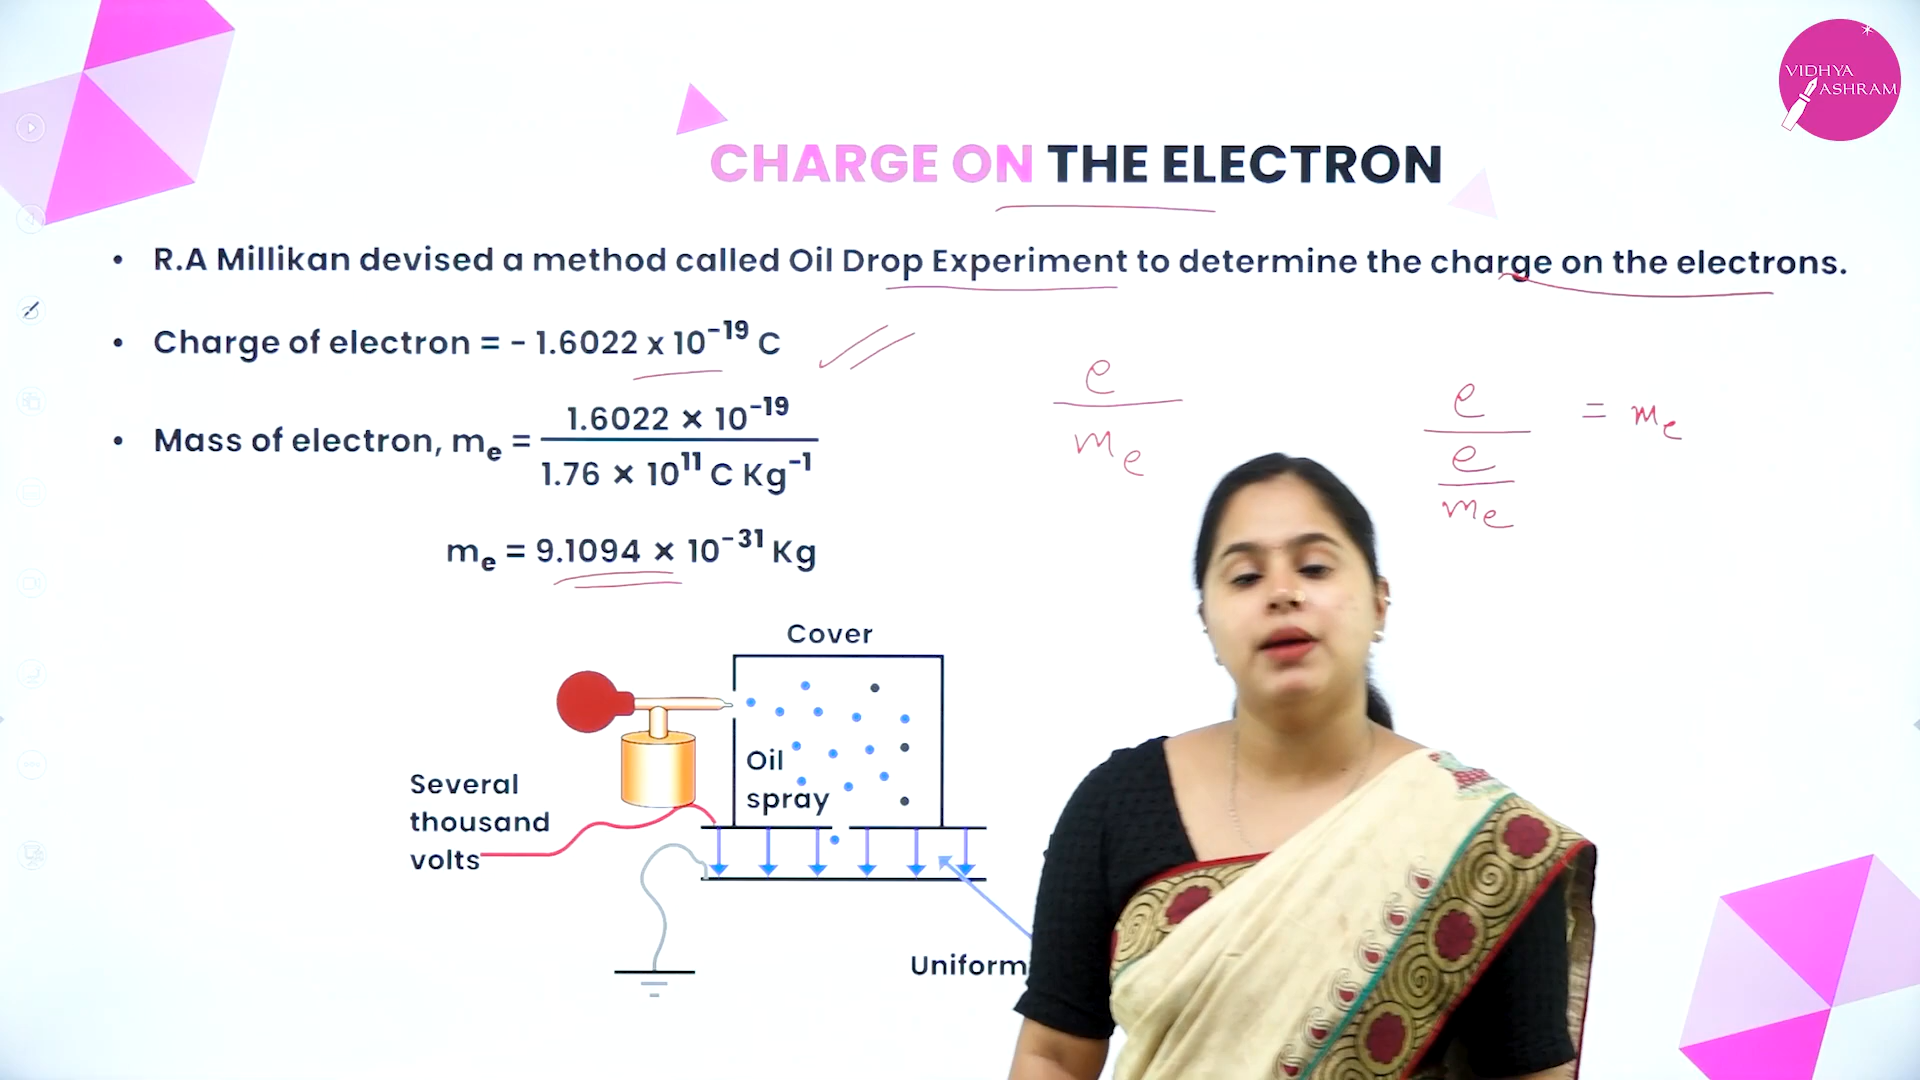 VIDHYA
ASHRAM
CHARGE ON THE ELECTRON
• R.A Millikan devised a method called Oil Drop Experiment to determine the charge on the electrons.
• Charge of electron = - 1.6022 x 10⁻¹⁹ C
• Mass of electron, mₑ = 1.6022 × 10⁻¹⁹ / 1.76 × 10¹¹ C Kg⁻¹
mₑ = 9.1094 × 10⁻³¹ Kg
e / mₑ
e / (e / mₑ) = mₑ
Cover
Oil
spray
Several
thousand
volts
Uniform